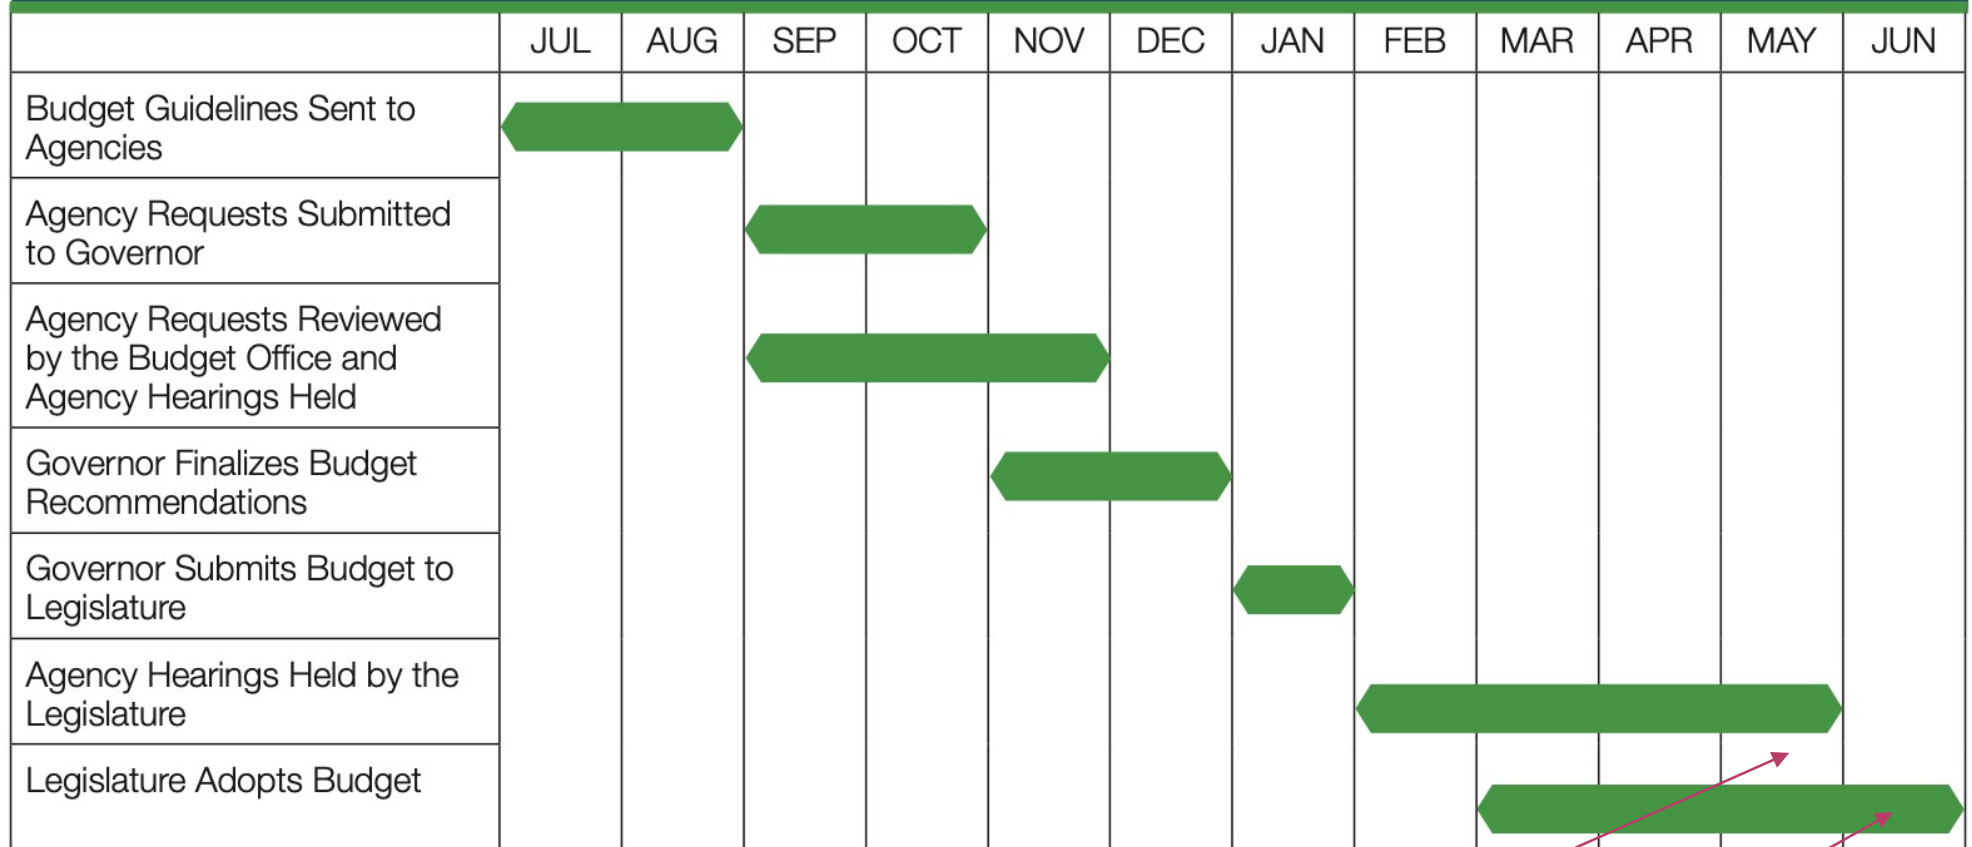 JUL AUG SEP OCT NOV DEC JAN FEB MAR APR MAY JUN
Budget Guidelines Sent to
Agencies
Agency Requests Submitted
to Governor
Agency Requests Reviewed
by the Budget Office and
Agency Hearings Held
Governor Finalizes Budget
Recommendations
Governor Submits Budget to
Legislature
Agency Hearings Held by the
Legislature
Legislature Adopts Budget